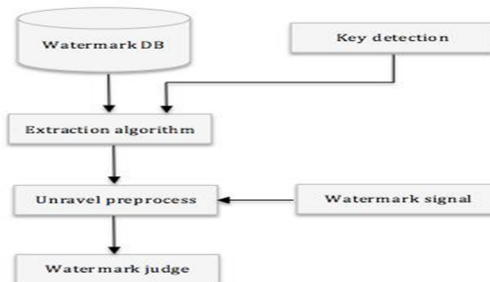 Watermark DB
Key detection
Extraction algorithm
Unravel preprocess
Watermark signal
Watermark judge